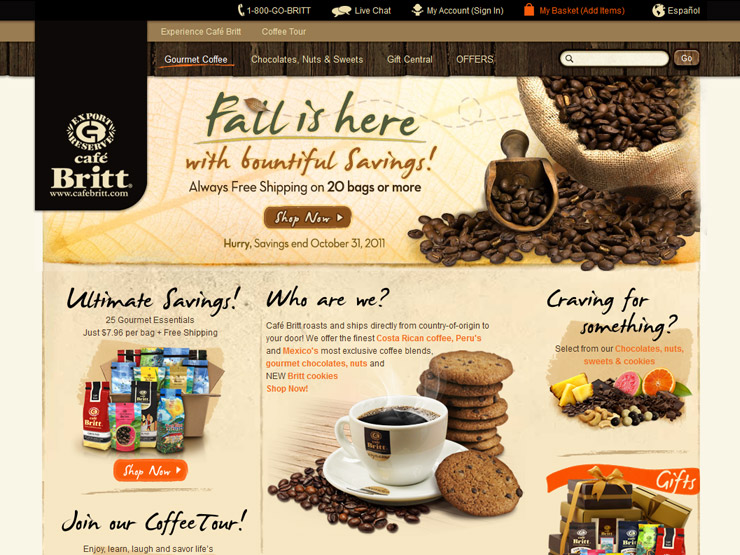 1-800-GO-BRITT
Live Chat
My Account (Sign In)
My Basket (Add Items)
Español
Experience Café Britt
Coffee Tour
Gourmet Coffee
Chocolates, Nuts & Sweets
Gift Central
OFFERS
Go
EXPORT
RESERVE
café
Britt
www.cafebritt.com
Fall is here
with bountiful Savings!
Always Free Shipping on 20 bags or more
Shop Now
Hurry, Savings end October 31, 2011
Ultimate Savings!
25 Gourmet Essentials
Just $7.96 per bag + Free Shipping
café
Britt
Shop Now
Join our CoffeeTour!
Enjoy, learn, laugh and savor life's
Who are we?
Café Britt roasts and ships directly from country-of-origin to
your door! We offer the finest Costa Rican coffee, Peru's
and Mexico's most exclusive coffee blends,
gourmet chocolates, nuts and
NEW Britt cookies
Shop Now!
café
Britt
Craving for
something?
Select from our Chocolates, nuts,
sweets & cookies
Gifts